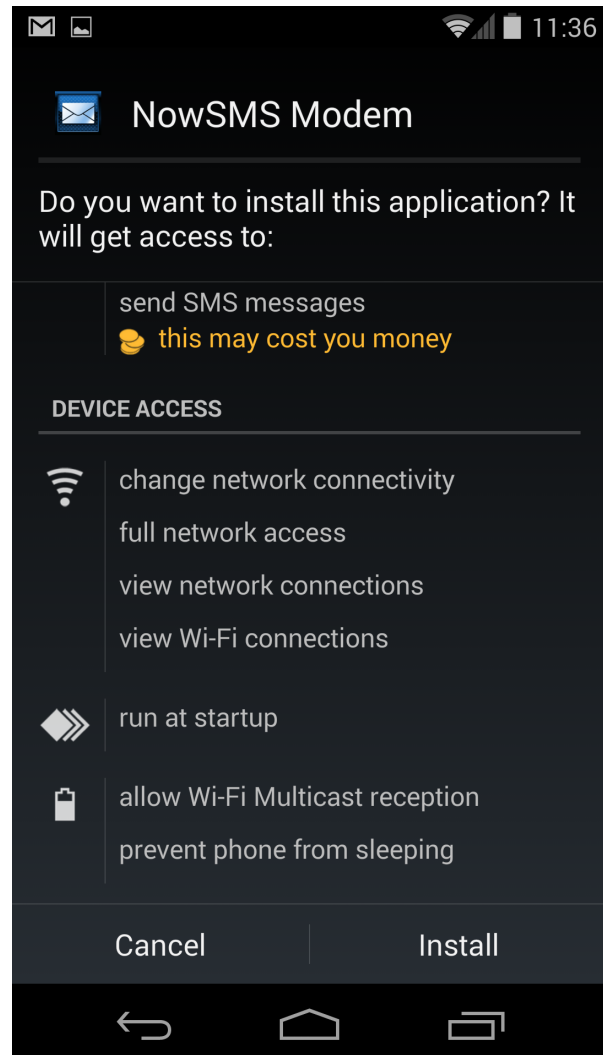 11:36
NowSMS Modem
Do you want to install this application? It
will get access to:
send SMS messages
this may cost you money
DEVICE ACCESS
change network connectivity
full network access
view network connections
view Wi-Fi connections
run at startup
allow Wi-Fi Multicast reception
prevent phone from sleeping
Cancel Install